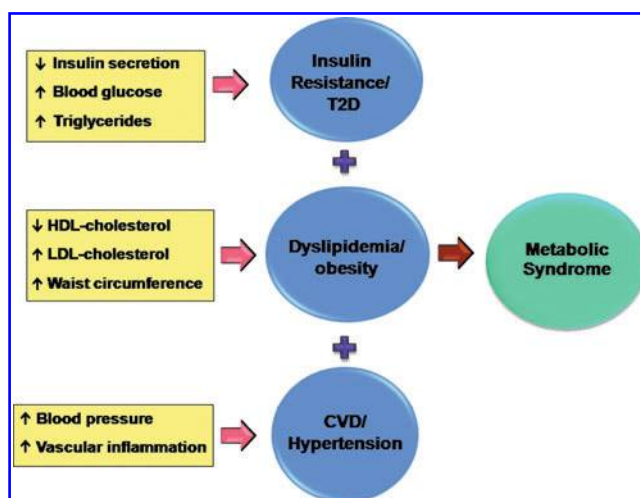 ↓ Insulin secretion
↑ Blood glucose
↑ Triglycerides
Insulin
Resistance/
T2D
+
↓ HDL-cholesterol
↑ LDL-cholesterol
↑ Waist circumference
Dyslipidemia/
obesity
Metabolic
Syndrome
+
↑ Blood pressure
↑ Vascular inflammation
CVD/
Hypertension